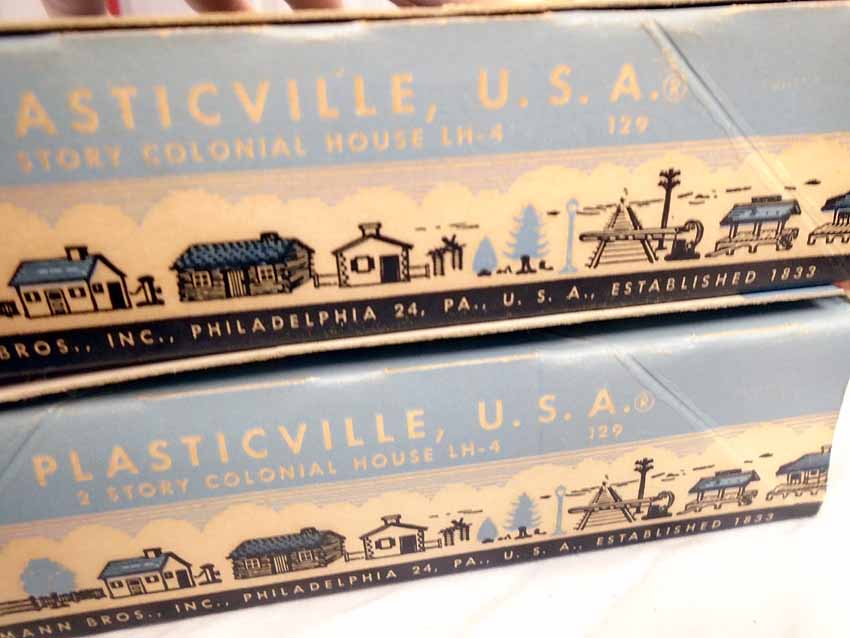 ASTICVILLE, U. S. A.®
STORY COLONIAL HOUSE LH-4 129
BROS., INC., PHILADELPHIA 24, PA., U. S. A., ESTABLISHED 1833
PLASTICVILLE, U. S. A.®
2 STORY COLONIAL HOUSE LH-4 129
MANN BROS., INC., PHILADELPHIA 24, PA., U. S. A., ESTABLISHED 1833